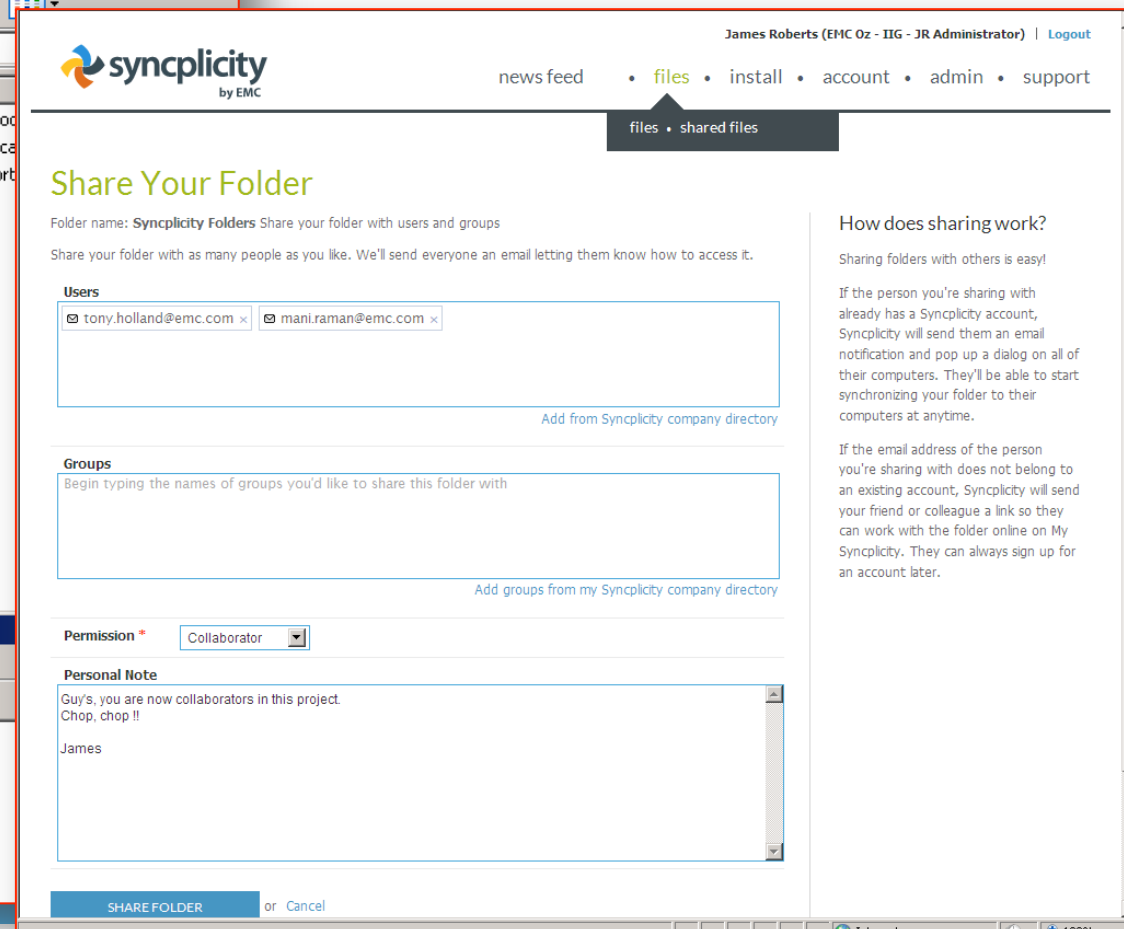 James Roberts (EMC Oz - IIG - JR Administrator) | Logout
syncplicity
by EMC
news feed • files • install • account • admin • support
files • shared files
Share Your Folder
Folder name: Syncplicity Folders Share your folder with users and groups
Share your folder with as many people as you like. We'll send everyone an email letting them know how to access it.
Users
tony.holland@emc.com × mani.raman@emc.com ×
Add from Syncplicity company directory
Groups
Begin typing the names of groups you'd like to share this folder with
Add groups from my Syncplicity company directory
Permission *
Collaborator
Personal Note
Guy's, you are now collaborators in this project.
Chop, chop !!
James
SHARE FOLDER or Cancel
How does sharing work?
Sharing folders with others is easy!
If the person you're sharing with
already has a Syncplicity account,
Syncplicity will send them an email
notification and pop up a dialog on all of
their computers. They'll be able to start
synchronizing your folder to their
computers at anytime.
If the email address of the person
you're sharing with does not belong to
an existing account, Syncplicity will send
your friend or colleague a link so they
can work with the folder online on My
Syncplicity. They can always sign up for
an account later.